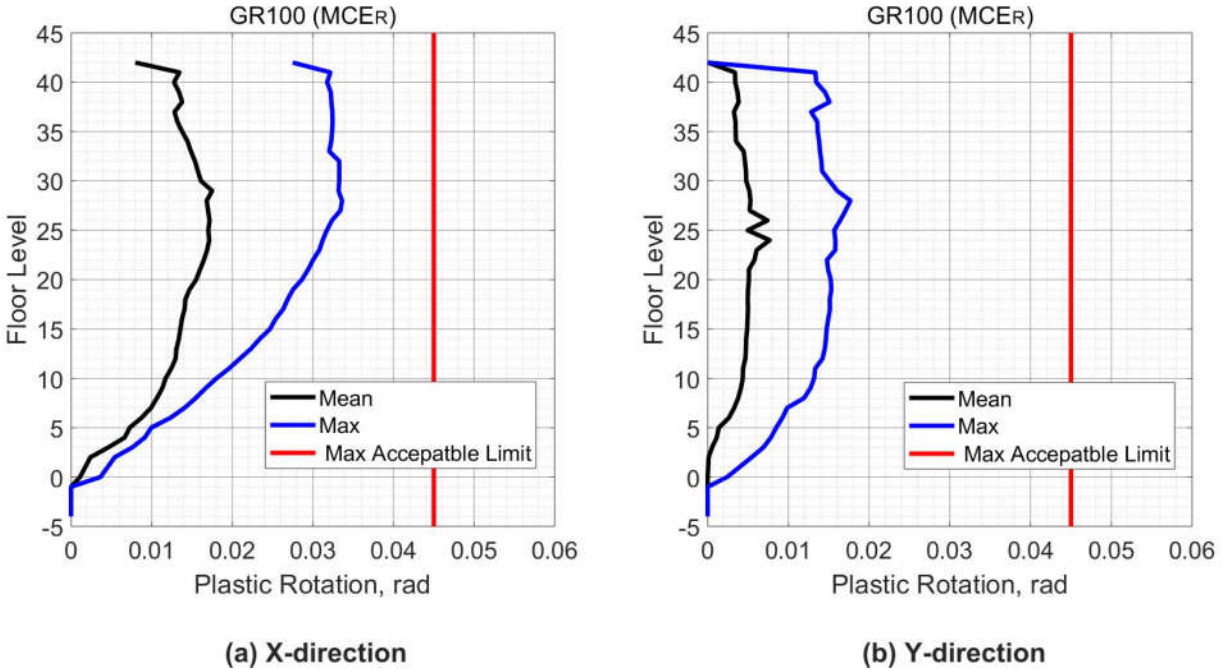 GR100 (MCER)
45
40
35
30
25
20
15
10
5
0
-5
Floor Level
Mean
Max
Max Accepatble Limit
0 0.01 0.02 0.03 0.04 0.05 0.06
Plastic Rotation, rad
(a) X-direction
GR100 (MCER)
45
40
35
30
25
20
15
10
5
0
-5
Floor Level
Mean
Max
Max Accepatble Limit
0 0.01 0.02 0.03 0.04 0.05 0.06
Plastic Rotation, rad
(b) Y-direction